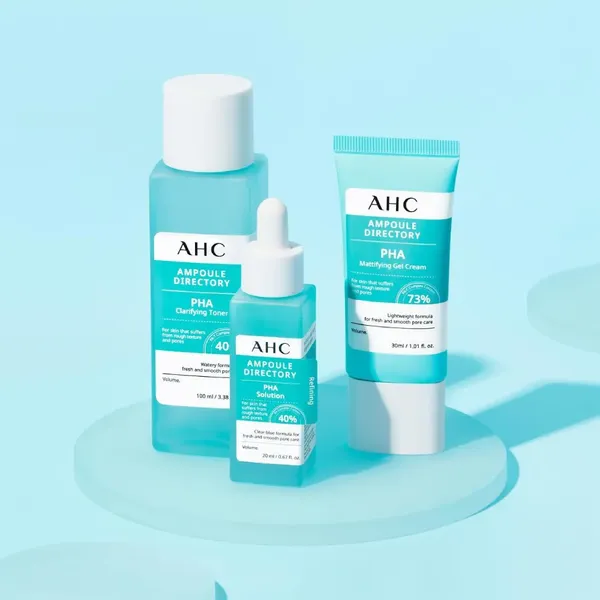 AHC
AMPOULE
DIRECTORY
PHA
Clarifying Toner
For skin that suffers
from rough texture
and pores
40
Watery
fresh and smooth
Volume.
100 ml / 3.38
AHC
AMPOULE
DIRECTORY
PHA
Solution
For skin that
suffers from
rough texture
and pores
40%
Clear blue formula for
fresh and smooth pore care
Volume.
20 ml / 0.67 fl. oz.
Refining
AHC
AMPOULE
DIRECTORY
PHA
Mattifying Gel Cream
For skin that suffers
from rough texture
and pores
73%
Lightweight formula
for fresh and smooth pore care
Volume.
30ml / 1.01 fl. oz.